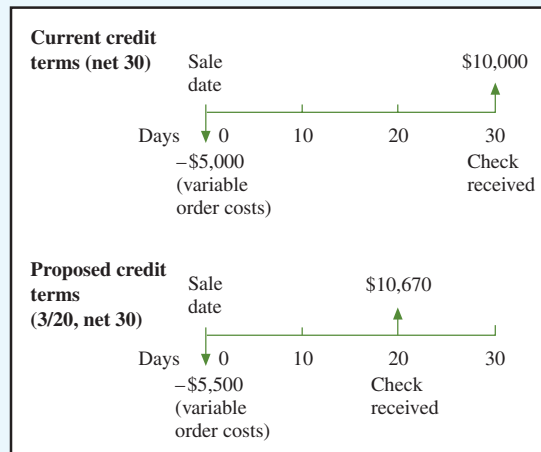 Current credit
terms (net 30)
Sale
date
$10,000
Days 0 10 20 30
–$5,000
(variable
order costs)
Check
received
Proposed credit
terms
(3/20, net 30)
Sale
date
$10,670
Days 0 10 20 30
–$5,500
(variable
order costs)
Check
received